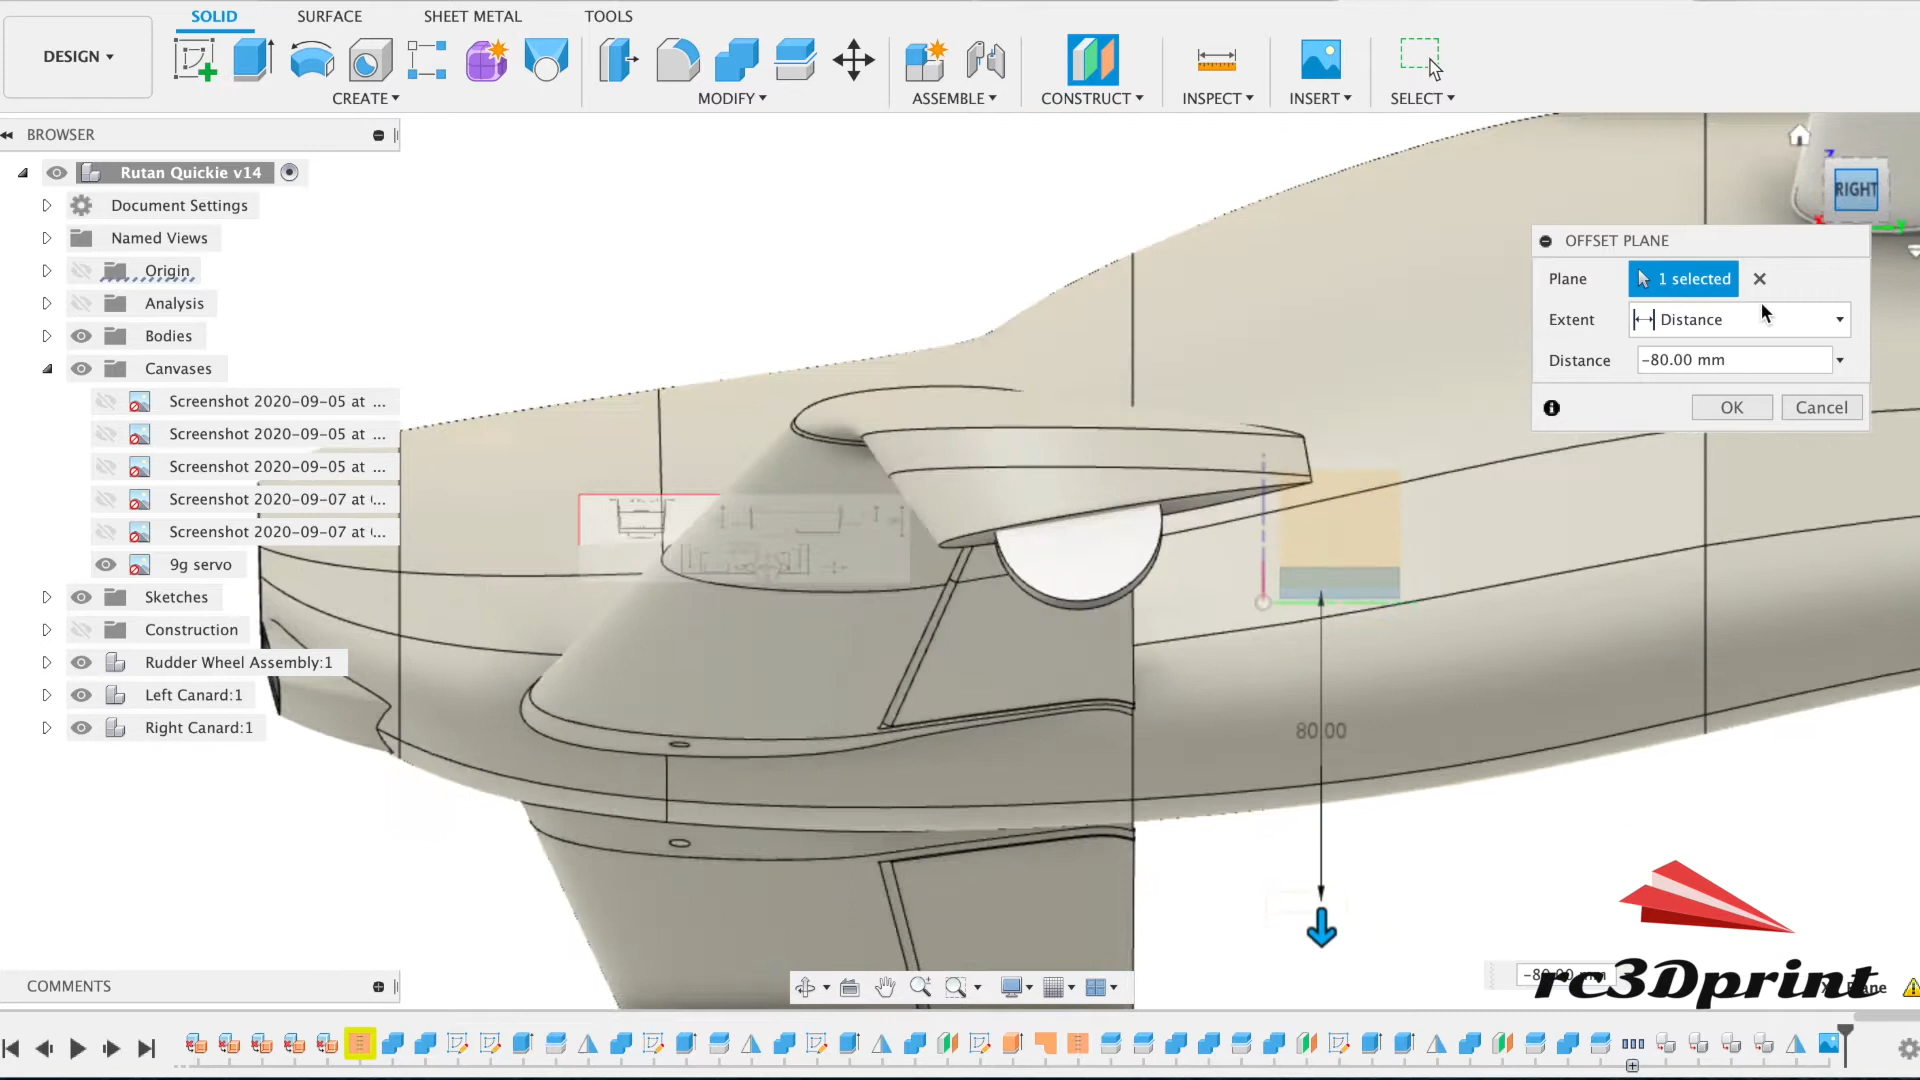 SOLID SURFACE SHEET METAL TOOLS
DESIGN
CREATE MODIFY ASSEMBLE CONSTRUCT INSPECT INSERT SELECT
BROWSER
Rutan Quickie v14
Document Settings
Named Views
Origin
Analysis
Bodies
Canvases
Screenshot 2020-09-05 at ...
Screenshot 2020-09-05 at ...
Screenshot 2020-09-05 at ...
Screenshot 2020-09-07 at ...
Screenshot 2020-09-07 at ...
9g servo
Sketches
Construction
Rudder Wheel Assembly:1
Left Canard:1
Right Canard:1
Z
RIGHT
OFFSET PLANE
Plane 1 selected
Extent Distance
Distance -80.00 mm
OK Cancel
80.00
-80.00 mm
rc3Dprint
COMMENTS